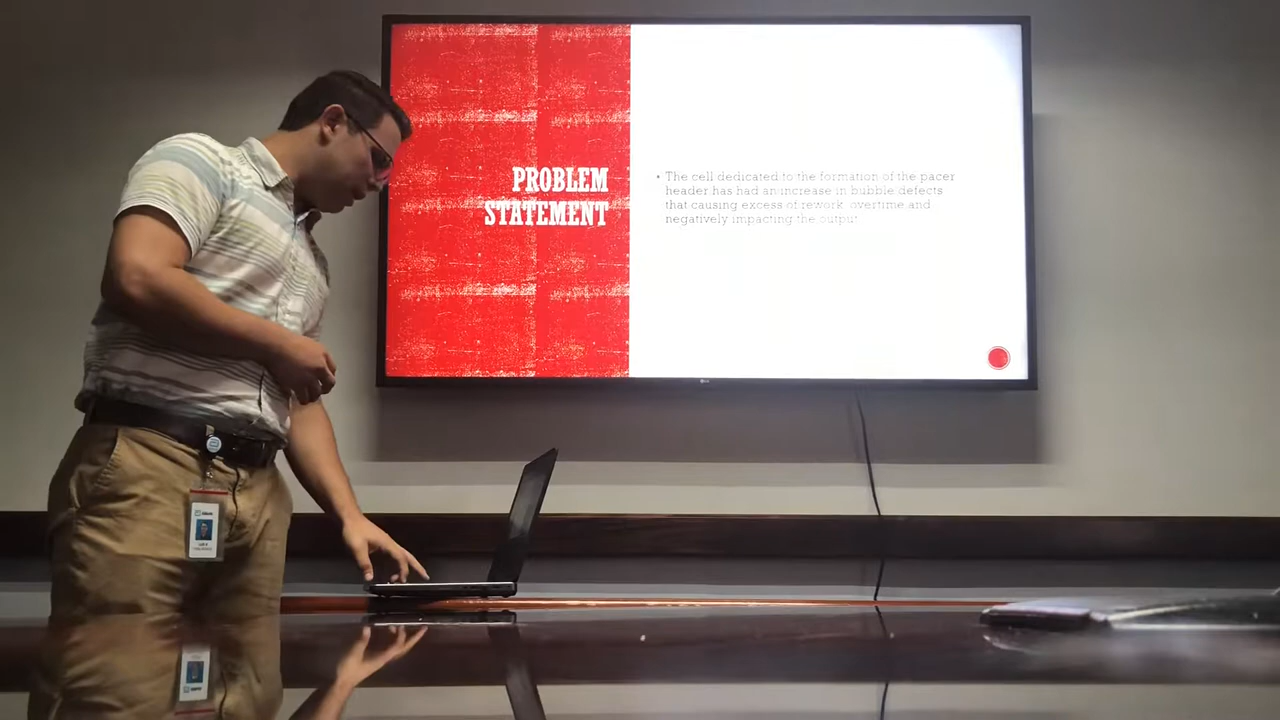 PROBLEM
STATEMENT
• The cell dedicated to the formation of the pacer
header has had an increase in bubble defects
that causing excess of rework, overtime and
negatively impacting the output.
LG